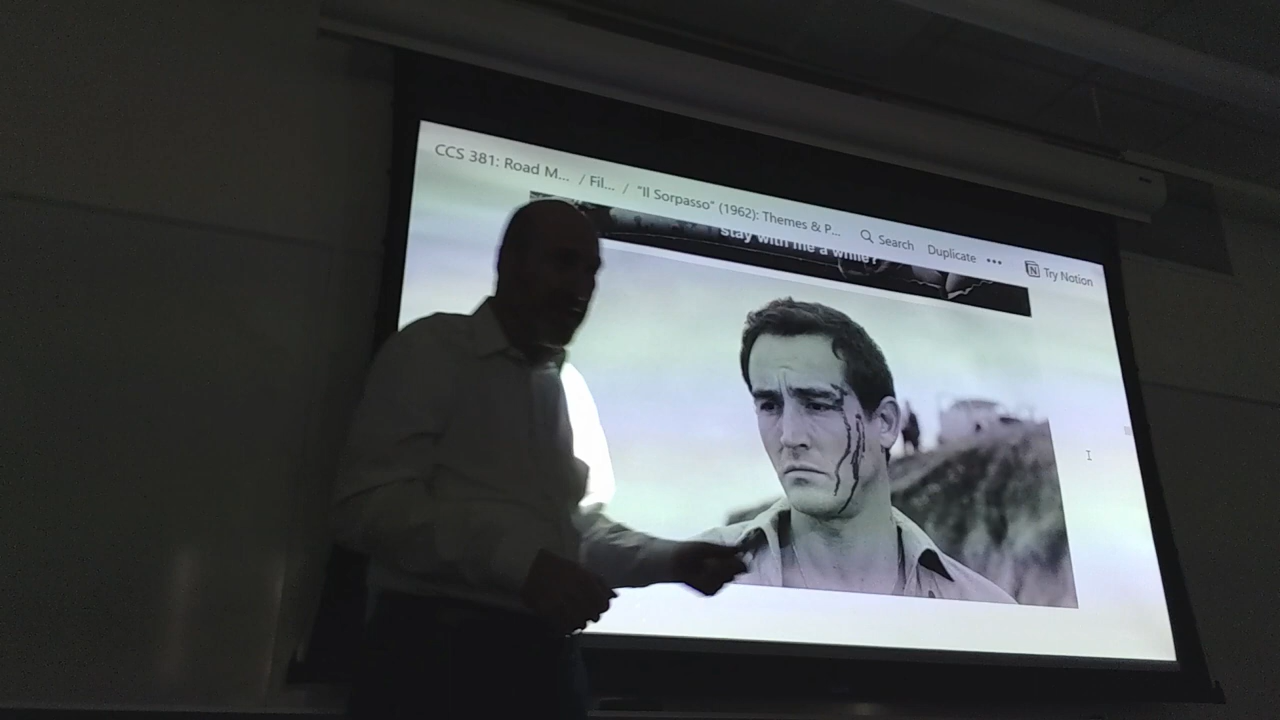 CCS 381: Road M... / Fil... / "Il Sorpasso" (1962): Themes & P... Search Duplicate ••• Try Notion
stay with me a while?